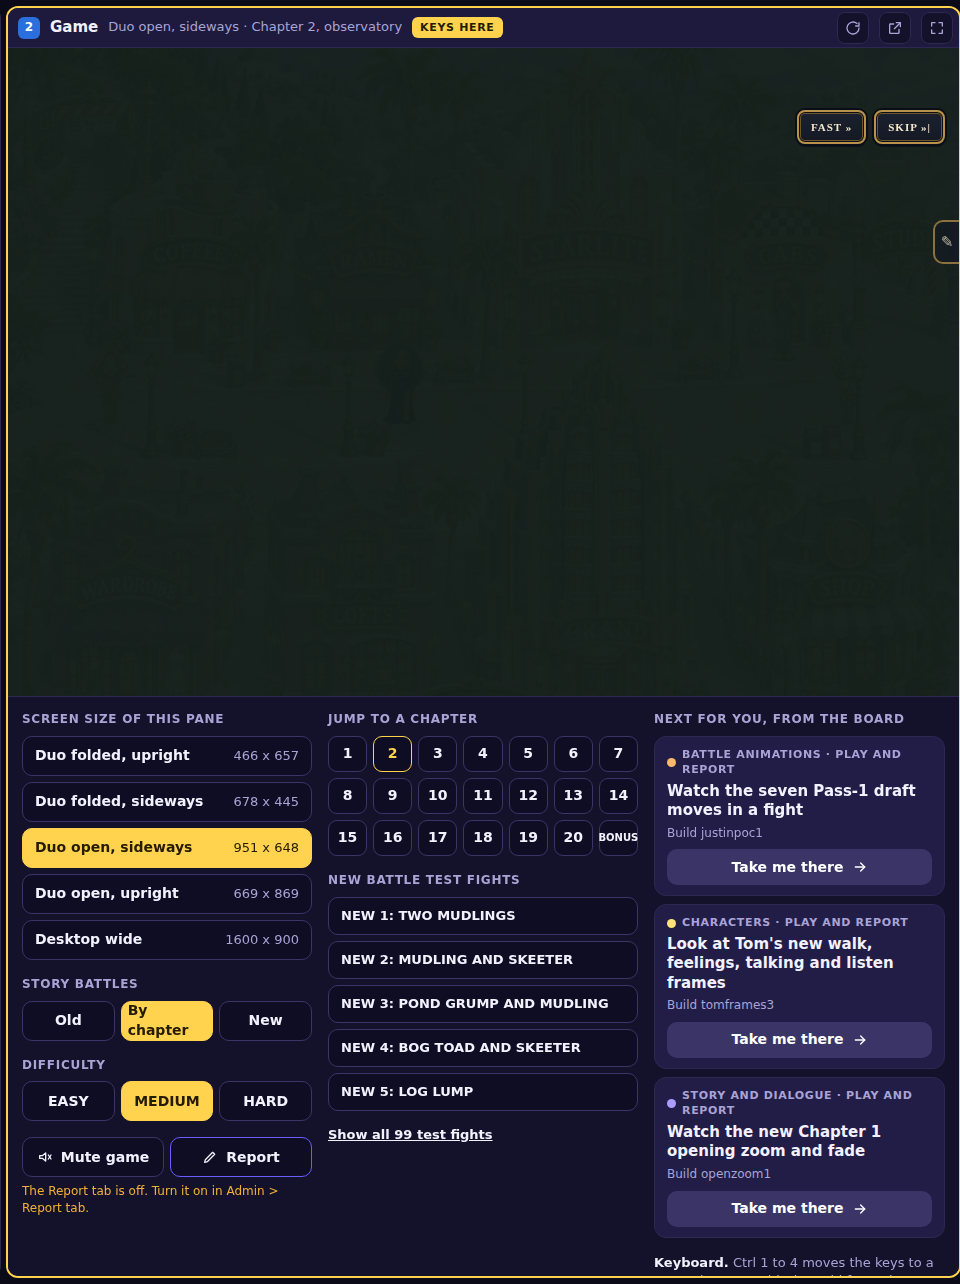 2 Game Duo open, sideways · Chapter 2, observatory KEYS HERE
FAST »
SKIP »|
SCREEN SIZE OF THIS PANE
Duo folded, upright 466 x 657
Duo folded, sideways 678 x 445
Duo open, sideways 951 x 648
Duo open, upright 669 x 869
Desktop wide 1600 x 900
STORY BATTLES
Old
By
chapter
New
DIFFICULTY
EASY MEDIUM HARD
Mute game
Report
The Report tab is off. Turn it on in Admin >
Report tab.
JUMP TO A CHAPTER
1 2 3 4 5 6 7
8 9 10 11 12 13 14
15 16 17 18 19 20 BONUS
NEW BATTLE TEST FIGHTS
NEW 1: TWO MUDLINGS
NEW 2: MUDLING AND SKEETER
NEW 3: POND GRUMP AND MUDLING
NEW 4: BOG TOAD AND SKEETER
NEW 5: LOG LUMP
Show all 99 test fights
NEXT FOR YOU, FROM THE BOARD
BATTLE ANIMATIONS · PLAY AND
REPORT
Watch the seven Pass-1 draft
moves in a fight
Build justinpoc1
Take me there →
CHARACTERS · PLAY AND REPORT
Look at Tom's new walk,
feelings, talking and listen
frames
Build tomframes3
Take me there →
STORY AND DIALOGUE · PLAY AND
REPORT
Watch the new Chapter 1
opening zoom and fade
Build openzoom1
Take me there →
Keyboard. Ctrl 1 to 4 moves the keys to a